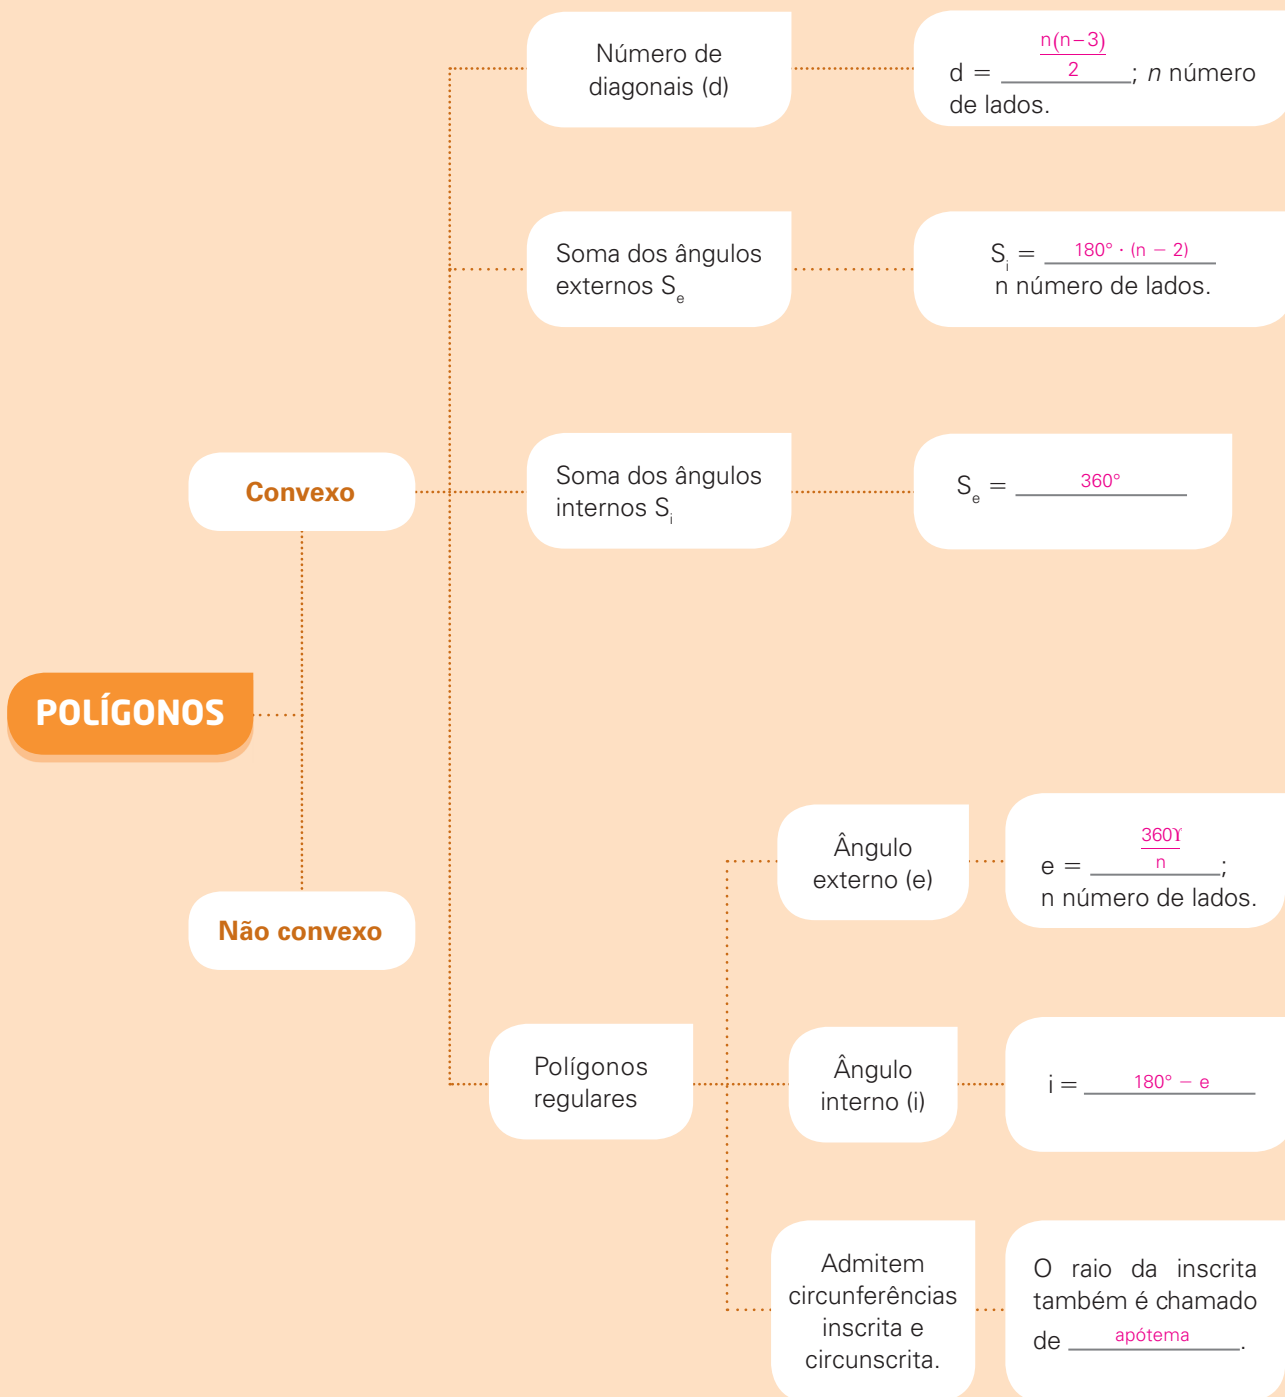 Número de
diagonais (d)
n(n–3)
d = 2; n número
de lados.
Soma dos ângulos
externos Sₑ
Sᵢ = 180° · (n – 2)
n número de lados.
Convexo
Soma dos ângulos
internos Sᵢ
Sₑ = 360°
POLÍGONOS
Não convexo
Polígonos
regulares
Ângulo
externo (e)
360ϒ
e = n;
n número de lados.
Ângulo
interno (i)
i = 180° – e
Admitem
circunferências
inscrita e
circunscrita.
O raio da inscrita
também é chamado
de apótema.